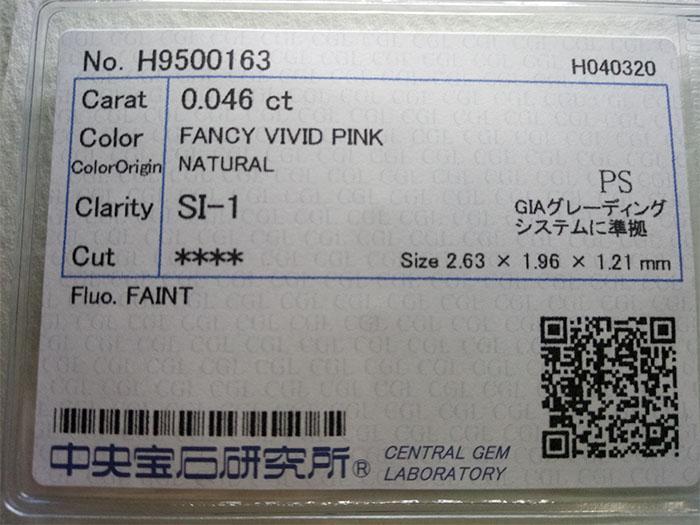 No. H9500163 H040320
Carat 0.046 ct
Color FANCY VIVID PINK
ColorOrigin NATURAL
PS
Clarity SI-1
GIAグレーディング
システムに準拠
Cut **** Size 2.63 × 1.96 × 1.21 mm
Fluo. FAINT
中央宝石研究所® CENTRAL GEM
LABORATORY